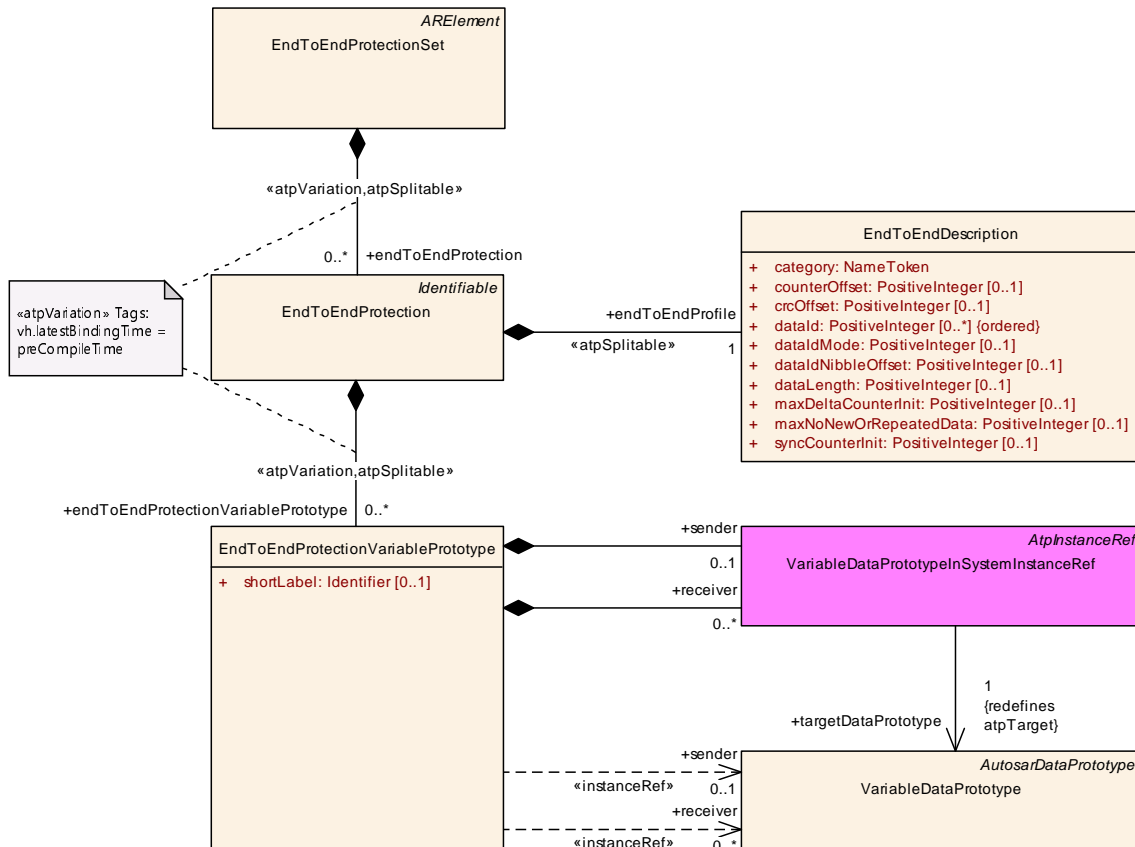 ARElement
EndToEndProtectionSet
«atpVariation,atpSplitable»
0..* +endToEndProtection
«atpVariation» Tags:
vh.latestBindingTime =
preCompileTime
Identifiable
EndToEndProtection
+endToEndProfile
«atpSplitable»
1
EndToEndDescription
+ category: NameToken
+ counterOffset: PositiveInteger [0..1]
+ crcOffset: PositiveInteger [0..1]
+ dataId: PositiveInteger [0..*] {ordered}
+ dataIdMode: PositiveInteger [0..1]
+ dataIdNibbleOffset: PositiveInteger [0..1]
+ dataLength: PositiveInteger [0..1]
+ maxDeltaCounterInit: PositiveInteger [0..1]
+ maxNoNewOrRepeatedData: PositiveInteger [0..1]
+ syncCounterInit: PositiveInteger [0..1]
«atpVariation,atpSplitable»
+endToEndProtectionVariablePrototype 0..*
EndToEndProtectionVariablePrototype
+ shortLabel: Identifier [0..1]
+sender
0..1
+receiver
0..*
AtpInstanceRef
VariableDataPrototypeInSystemInstanceRef
1
{redefines
atpTarget}
+targetDataPrototype
+sender
«instanceRef»
0..1
+receiver
«instanceRef»
0..*
AutosarDataPrototype
VariableDataPrototype